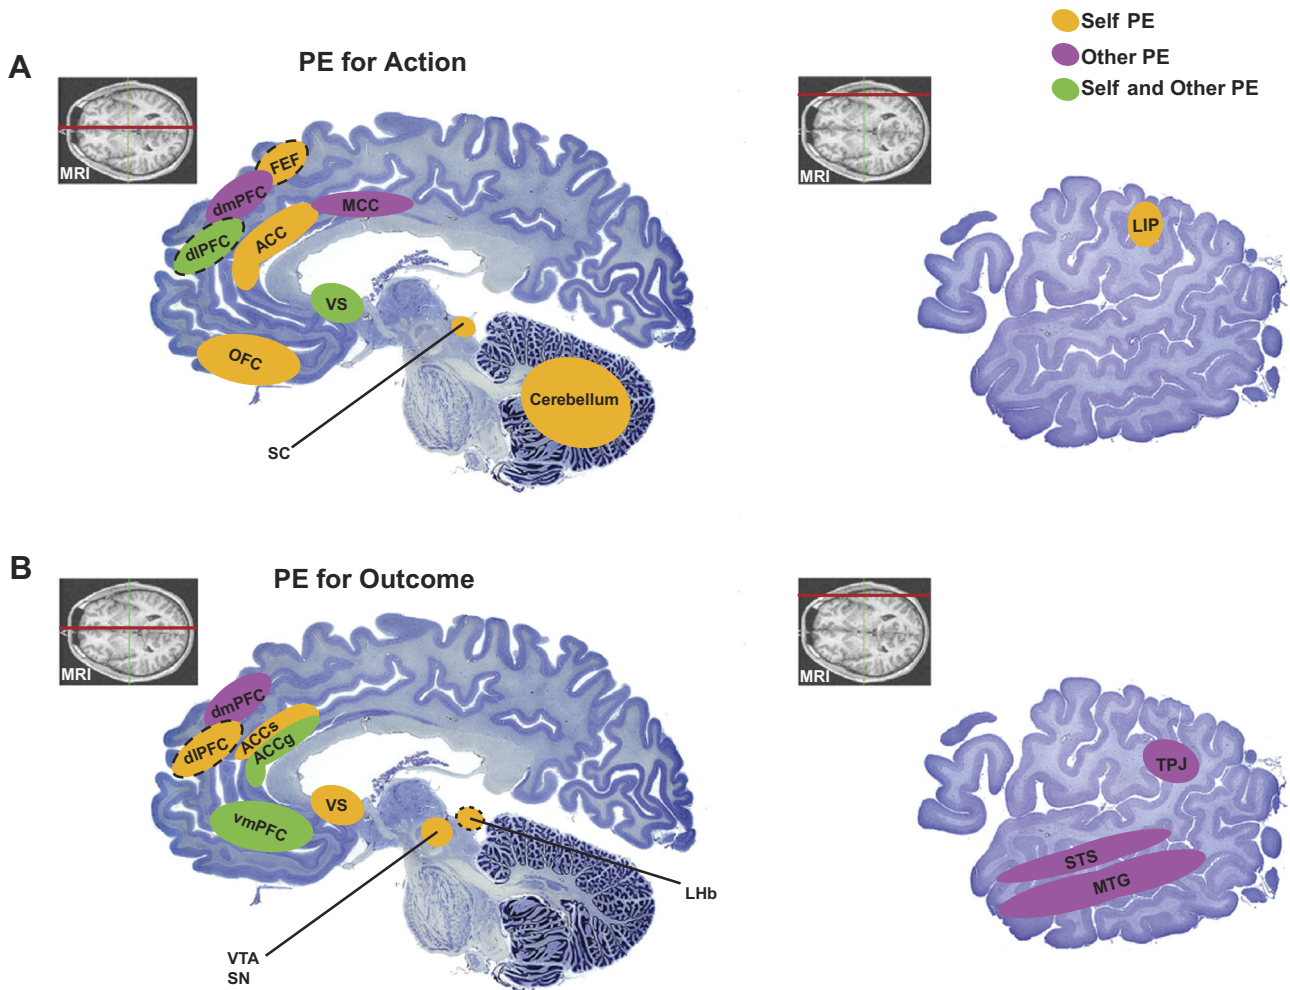 Self PE
Other PE
Self and Other PE
A
PE for Action
MRI
FEF
dmPFC
MCC
dlPFC
ACC
VS
OFC
Cerebellum
SC
MRI
LIP
B
PE for Outcome
MRI
dmPFC
ACCs
dlPFC
ACCg
VS
vmPFC
LHb
VTA
SN
MRI
TPJ
STS
MTG